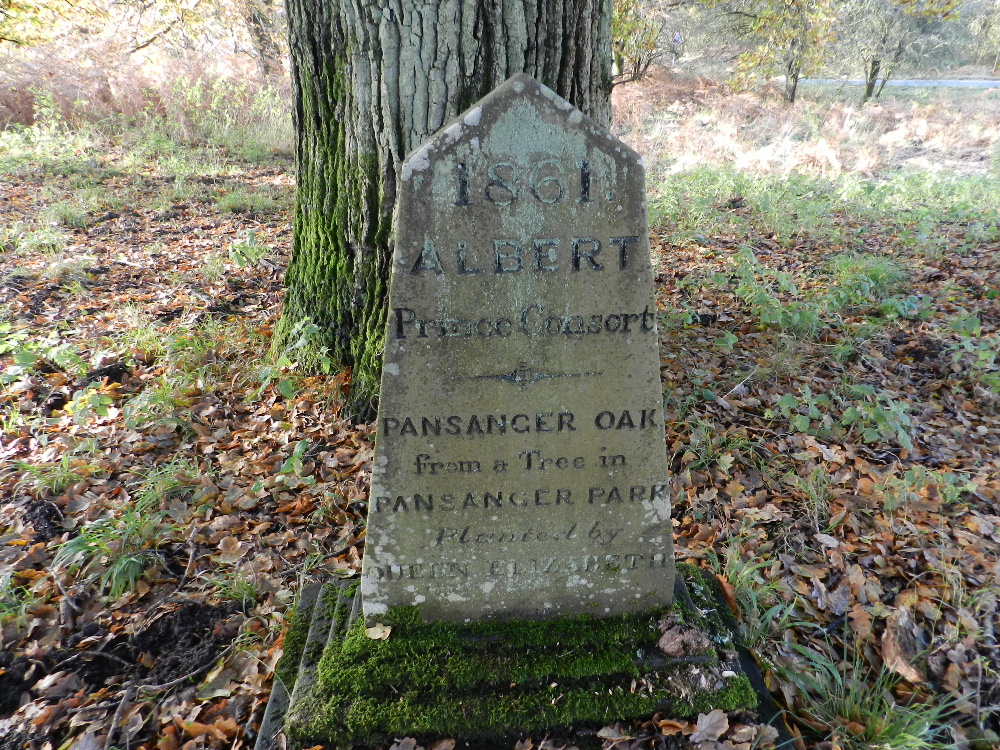 1861
ALBERT
Prince Consort
PANSANGER OAK
from a Tree in
PANSANGER PARK
Planted by
QUEEN ELIZABETH